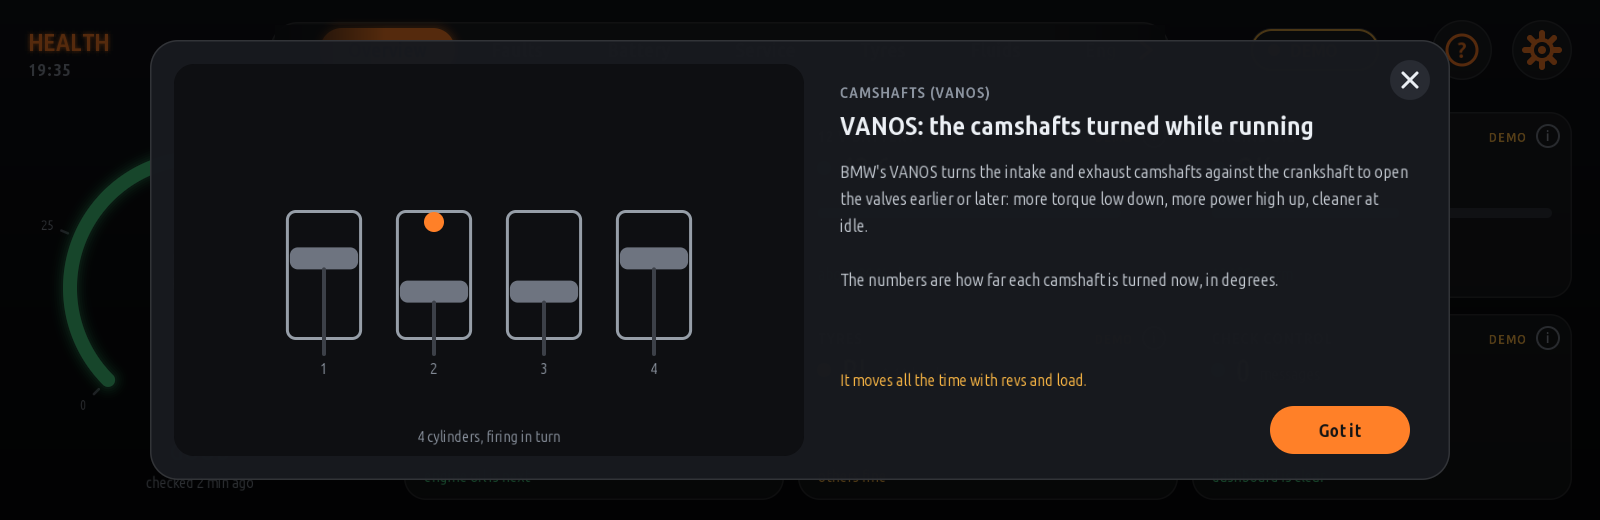 HEALTH
19:35
?
CAMSHAFTS (VANOS)
VANOS: the camshafts turned while running
DEMO i
BMW's VANOS turns the intake and exhaust camshafts against the crankshaft to open
the valves earlier or later: more torque low down, more power high up, cleaner at
idle.
25
The numbers are how far each camshaft is turned now, in degrees.
DEMO i
1 2 3 4
It moves all the time with revs and load.
0
Got it
4 cylinders, firing in turn
checked 2 min ago